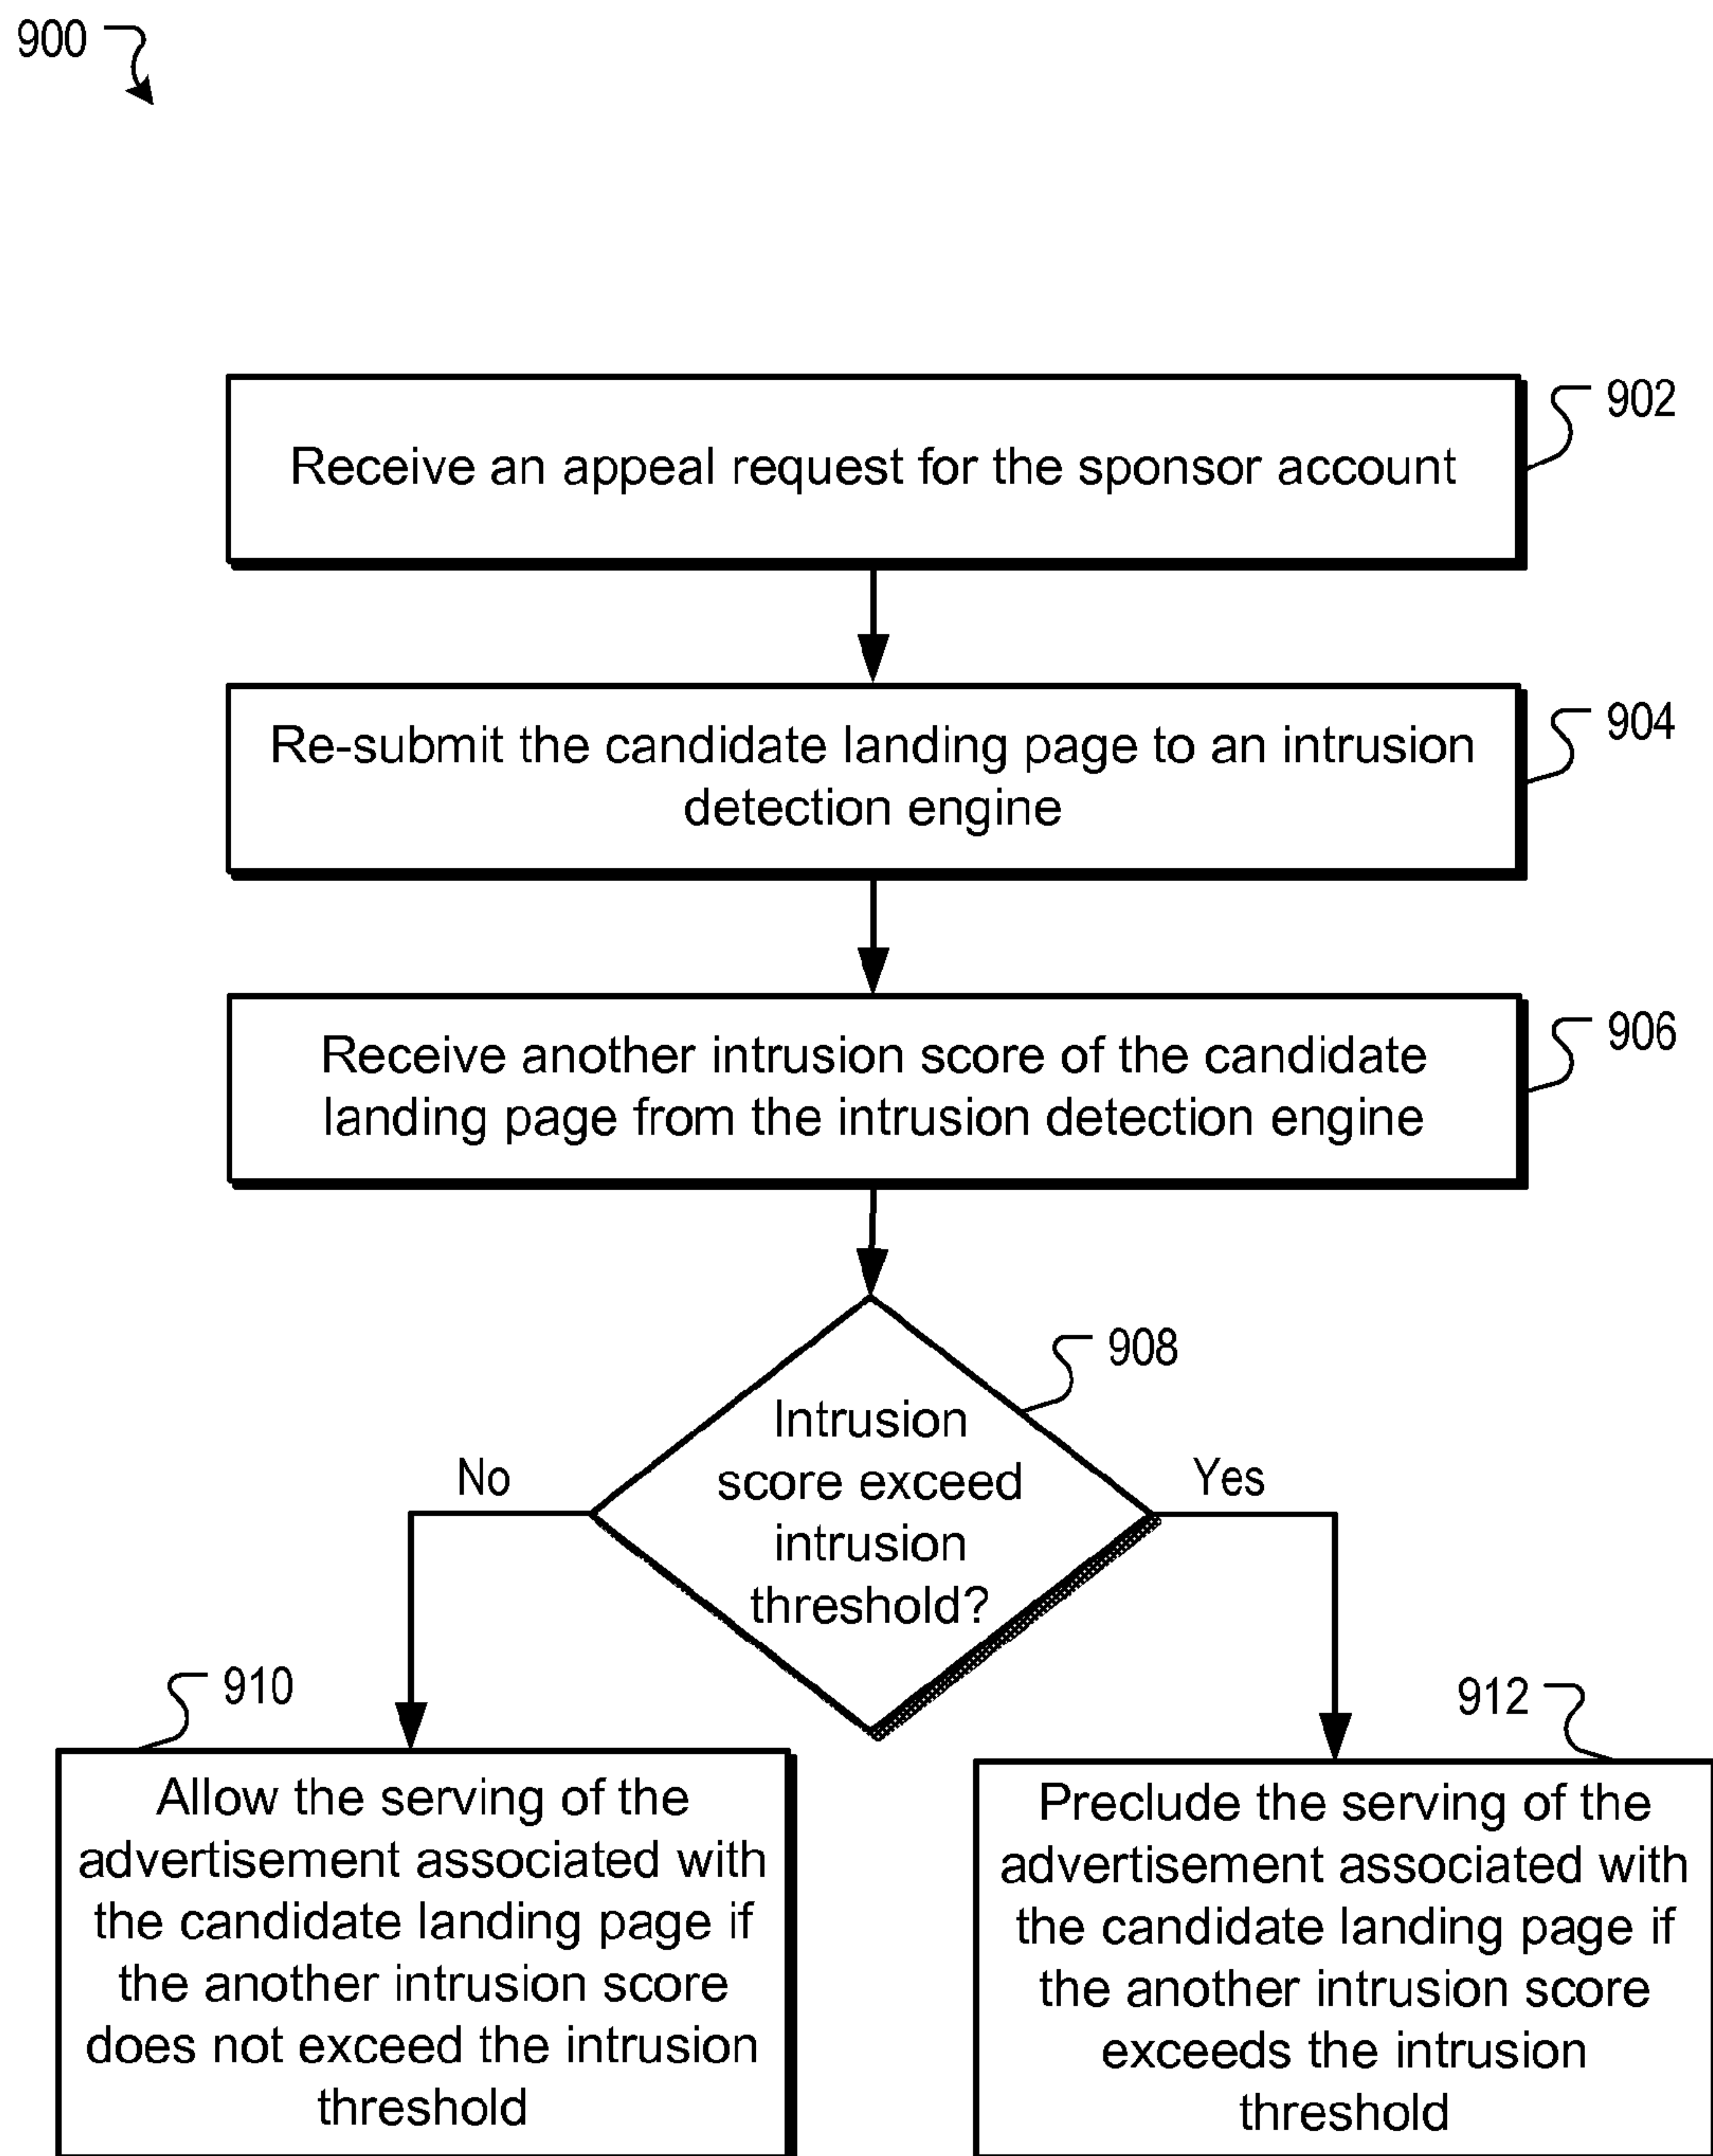 900
Receive an appeal request for the sponsor account
902
Re-submit the candidate landing page to an intrusion
detection engine
904
Receive another intrusion score of the candidate
landing page from the intrusion detection engine
906
Intrusion
score exceed
intrusion
threshold?
908
No
Yes
910
Allow the serving of the
advertisement associated with
the candidate landing page if
the another intrusion score
does not exceed the intrusion
threshold
912
Preclude the serving of the
advertisement associated with
the candidate landing page if
the another intrusion score
exceeds the intrusion
threshold